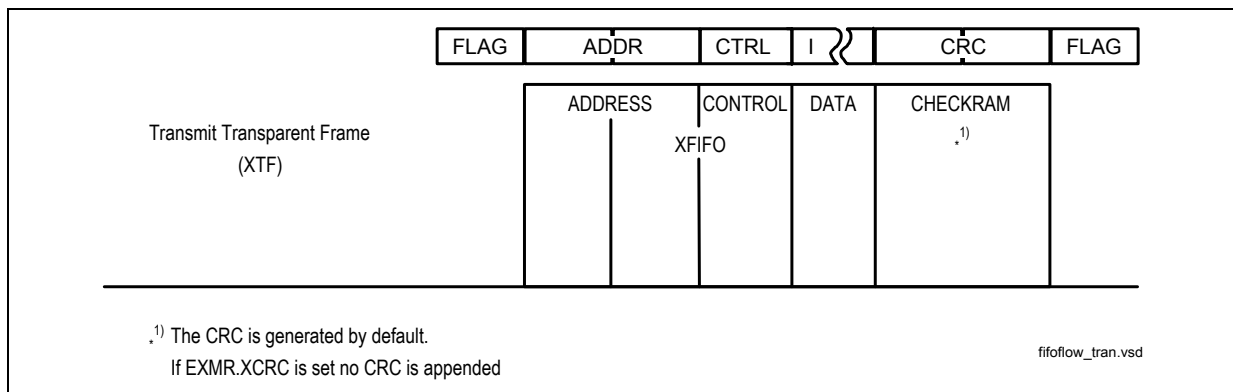 FLAG ADDR CTRL I CRC FLAG
ADDRESS CONTROL DATA CHECKRAM
XFIFO
*1)
Transmit Transparent Frame
(XTF)
*1) The CRC is generated by default.
If EXMR.XCRC is set no CRC is appended
fifoflow_tran.vsd